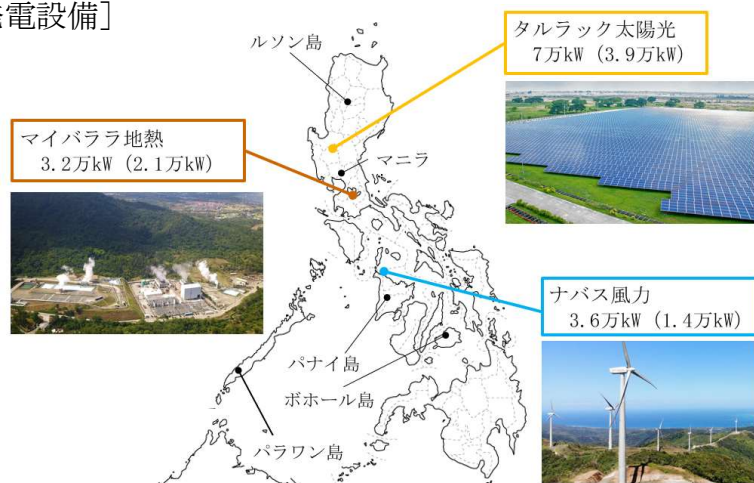 電設備］
ルソン島
タルラック太陽光
7万kW (3.9万kW)
マイバララ地熱
3.2万kW (2.1万kW)
マニラ
ナバス風力
3.6万kW (1.4万kW)
パナイ島
ボホール島
パラワン島